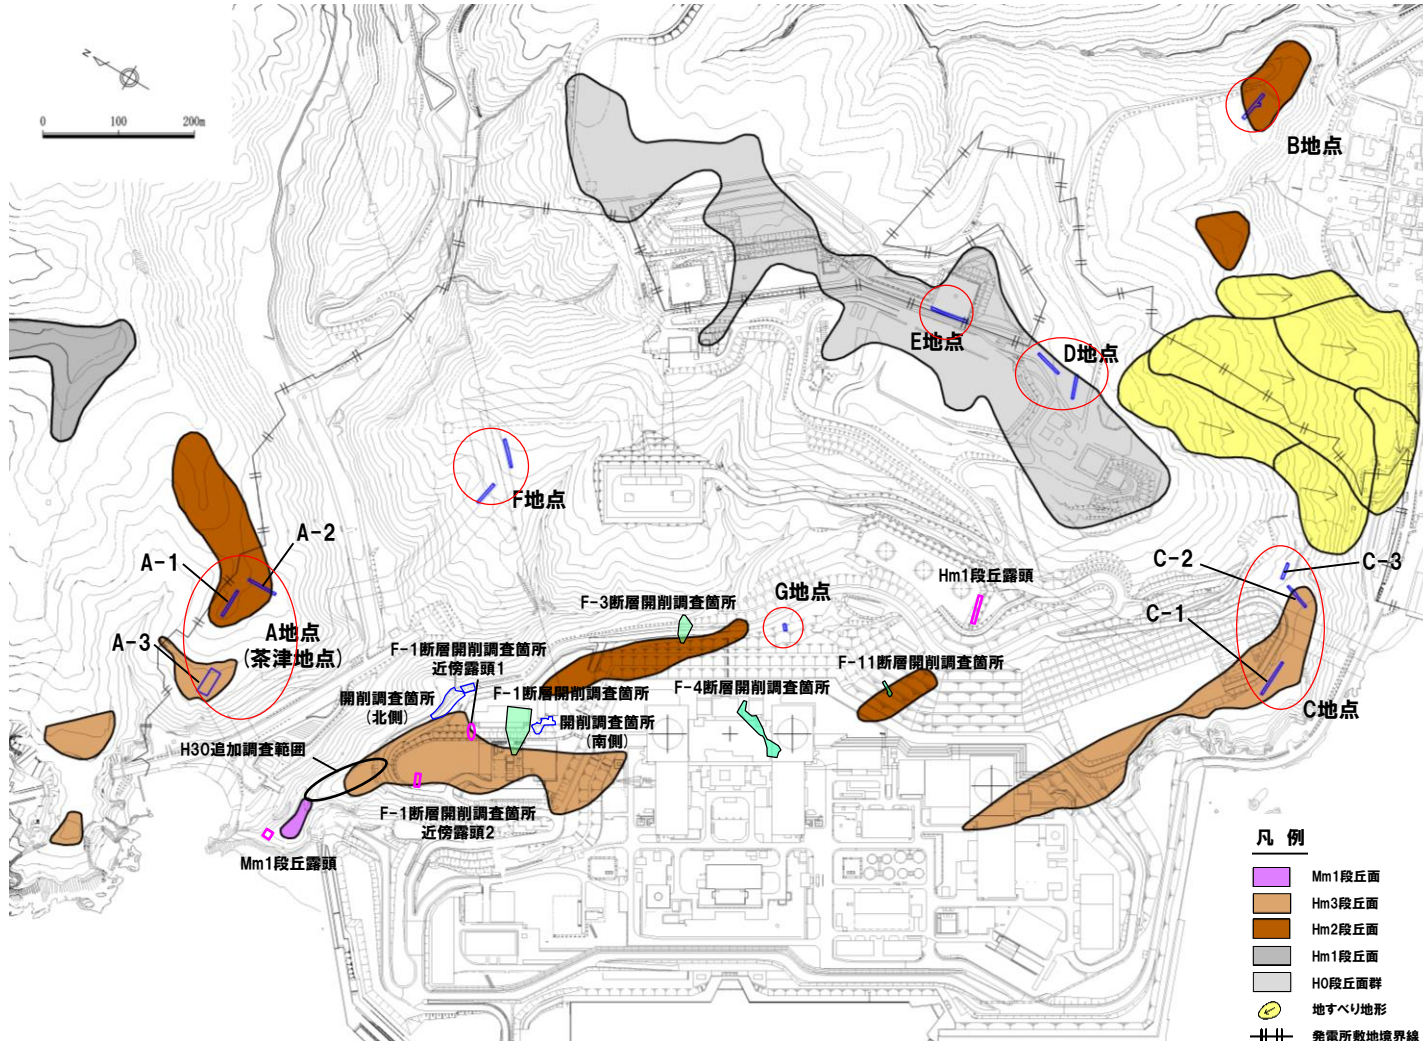 N
0 100 200m
B地点
E地点
D地点
F地点
A-2
A-1
A地点
(茶津地点)
A-3
C-3
C-2
C-1
C地点
Hm1段丘露頭
G地点
F-3断層開削調査箇所
F-1断層開削調査箇所
近傍露頭1
F-11断層開削調査箇所
F-1断層開削調査箇所
F-4断層開削調査箇所
開削調査箇所
(北側)
開削調査箇所
(南側)
H30追加調査範囲
F-1断層開削調査箇所
近傍露頭2
Mm1段丘露頭
凡 例
Mm1段丘面
Hm3段丘面
Hm2段丘面
Hm1段丘面
H0段丘面群
地すべり地形
発電所敷地境界線